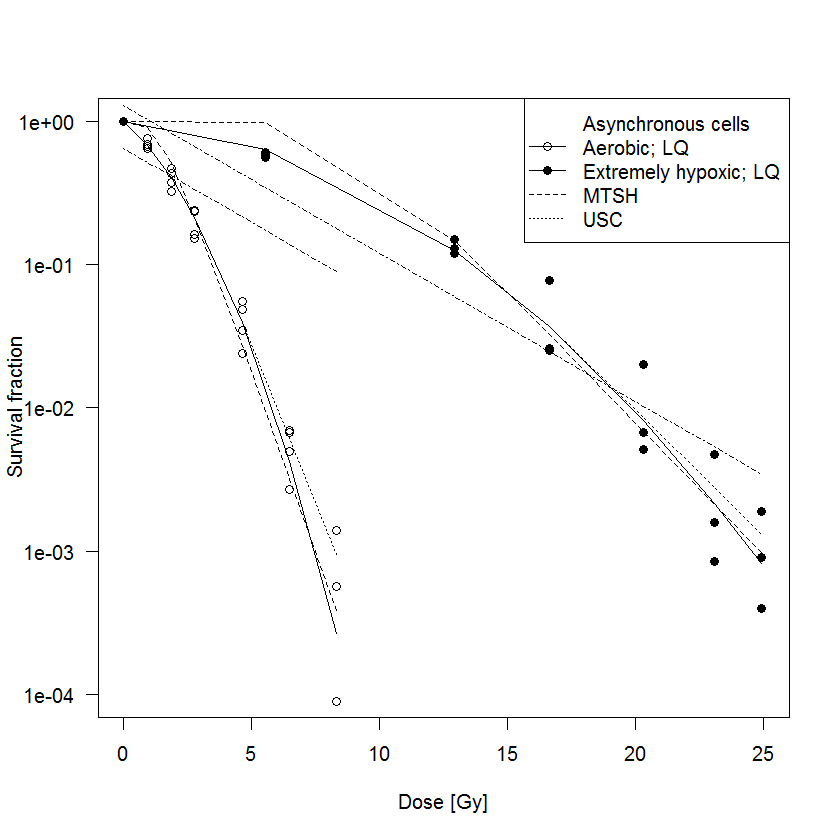 Asynchronous cells
Aerobic; LQ
Extremely hypoxic; LQ
MTSH
USC
1e+00
1e-01
1e-02
1e-03
1e-04
Survival fraction
0 5 10 15 20 25
Dose [Gy]